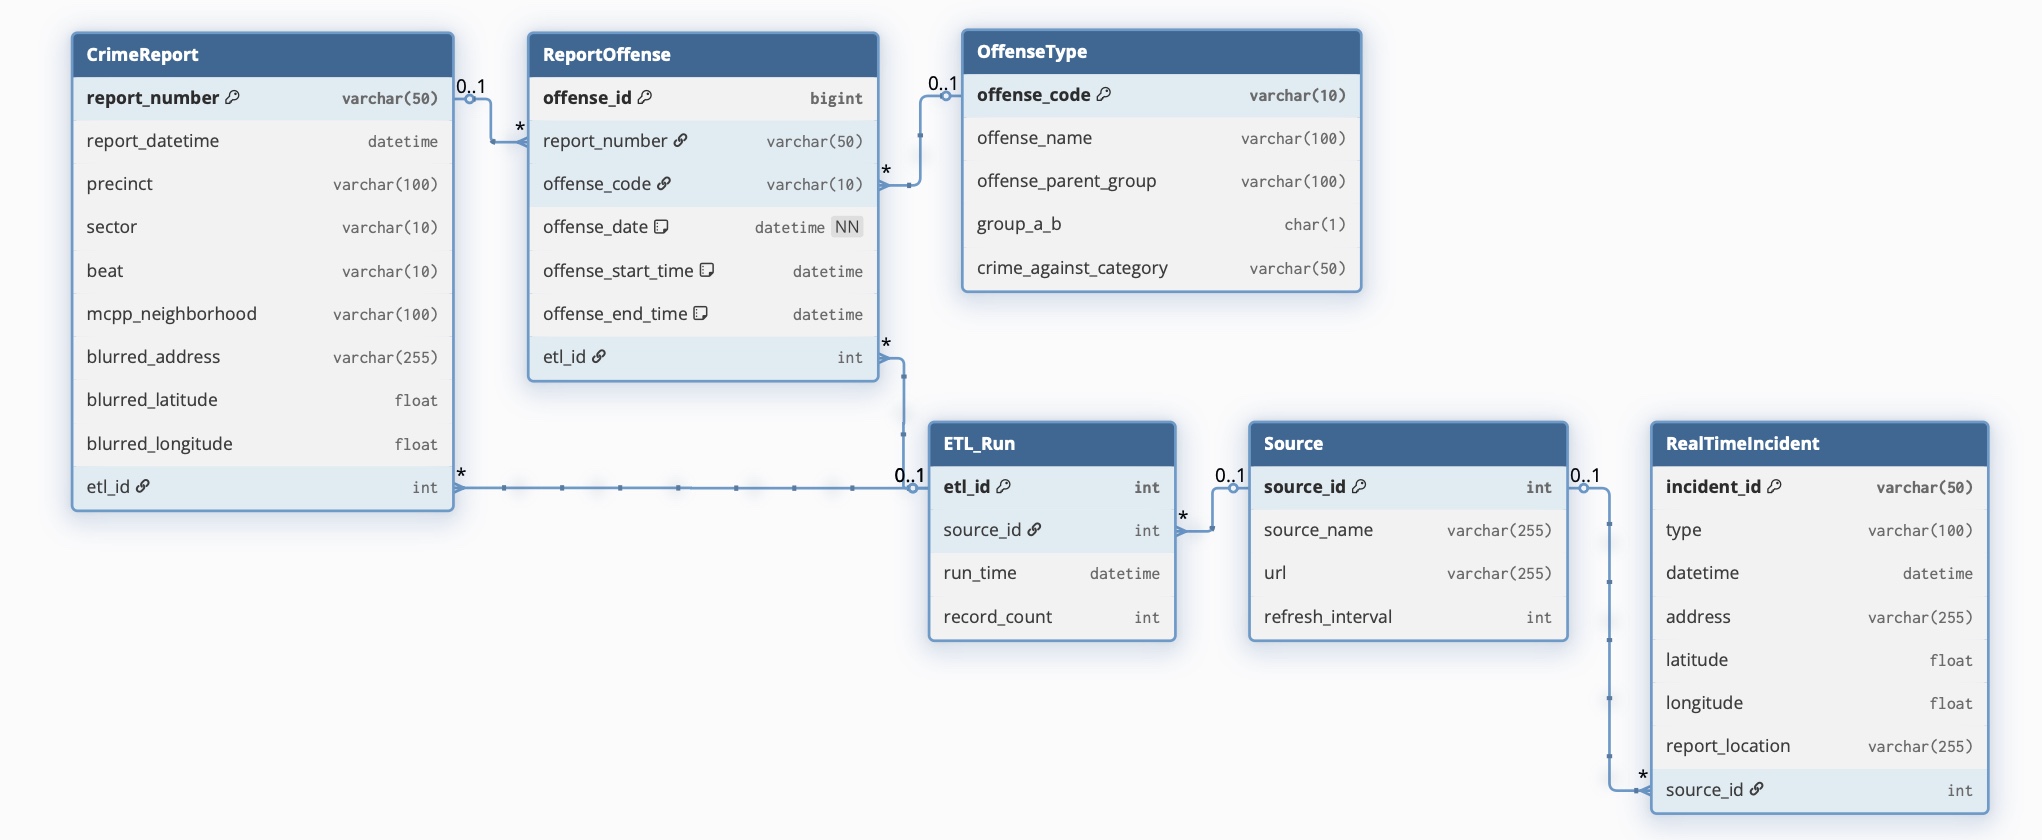 CrimeReport
report_number varchar(50)
report_datetime datetime
precinct varchar(100)
sector varchar(10)
beat varchar(10)
mcpp_neighborhood varchar(100)
blurred_address varchar(255)
blurred_latitude float
blurred_longitude float
etl_id int
0..1
*
*
ReportOffense
offense_id bigint
report_number varchar(50)
offense_code varchar(10)
offense_date datetime NN
offense_start_time datetime
offense_end_time datetime
etl_id int
0..1
*
*
0..1
OffenseType
offense_code varchar(10)
offense_name varchar(100)
offense_parent_group varchar(100)
group_a_b char(1)
crime_against_category varchar(50)
ETL_Run
etl_id int
source_id int
run_time datetime
record_count int
0..1
*
Source
source_id int
source_name varchar(255)
url varchar(255)
refresh_interval int
0..1
*
RealTimeIncident
incident_id varchar(50)
type varchar(100)
datetime datetime
address varchar(255)
latitude float
longitude float
report_location varchar(255)
source_id int